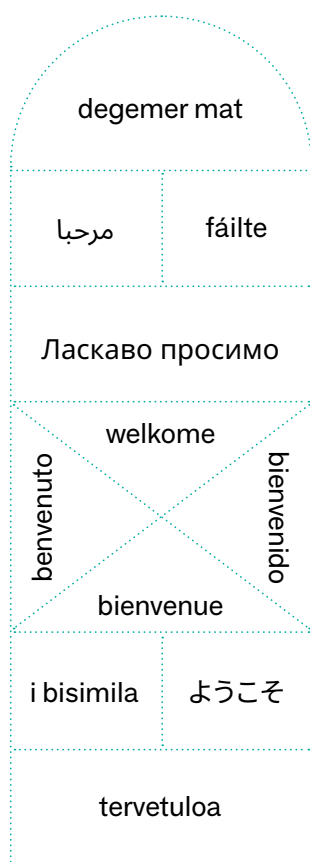 degemer mat
مرحبا
fáilte
Ласкаво просимо
welkome
benvenuto
bienvenido
bienvenue
i bisimila
ようこそ
tervetuloa